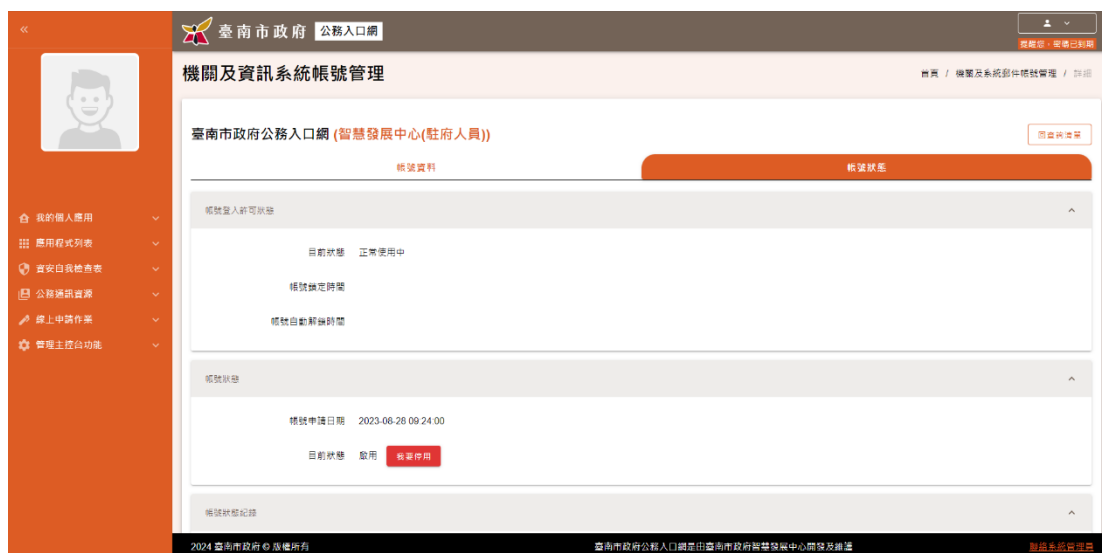 臺南市政府 公務入口網
提醒您，密碼已到期
機關及資訊系統帳號管理
首頁 / 機關及系統郵件帳號管理 / 詳細
臺南市政府公務入口網 (智慧發展中心(駐府人員))
回查詢清單
帳號資料
帳號狀態
我的個人應用
應用程式列表
資安自我檢查表
公務通訊資源
線上申請作業
管理主控台功能
帳號登入許可狀態
目前狀態 正常使用中
帳號鎖定時間
帳號自動解鎖時間
帳號狀態
帳號申請日期 2023-06-28 09:24:00
目前狀態 啟用 我要停用
帳號狀態紀錄
2024 臺南市政府 © 版權所有
臺南市政府公務入口網是由臺南市政府智慧發展中心開發及維護
聯絡系統管理員